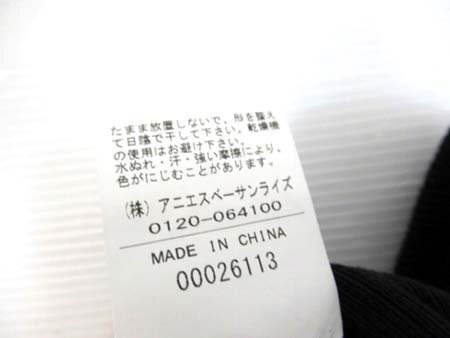 たまま放置しないで、形を整え
て日陰で干して下さい。乾燥機
の使用はお避け下さい。
水ぬれ・汗・強い摩擦により、
色がにじむことがあります。
(株) アニエスベーサンライズ
0120-064100
MADE IN CHINA
00026113